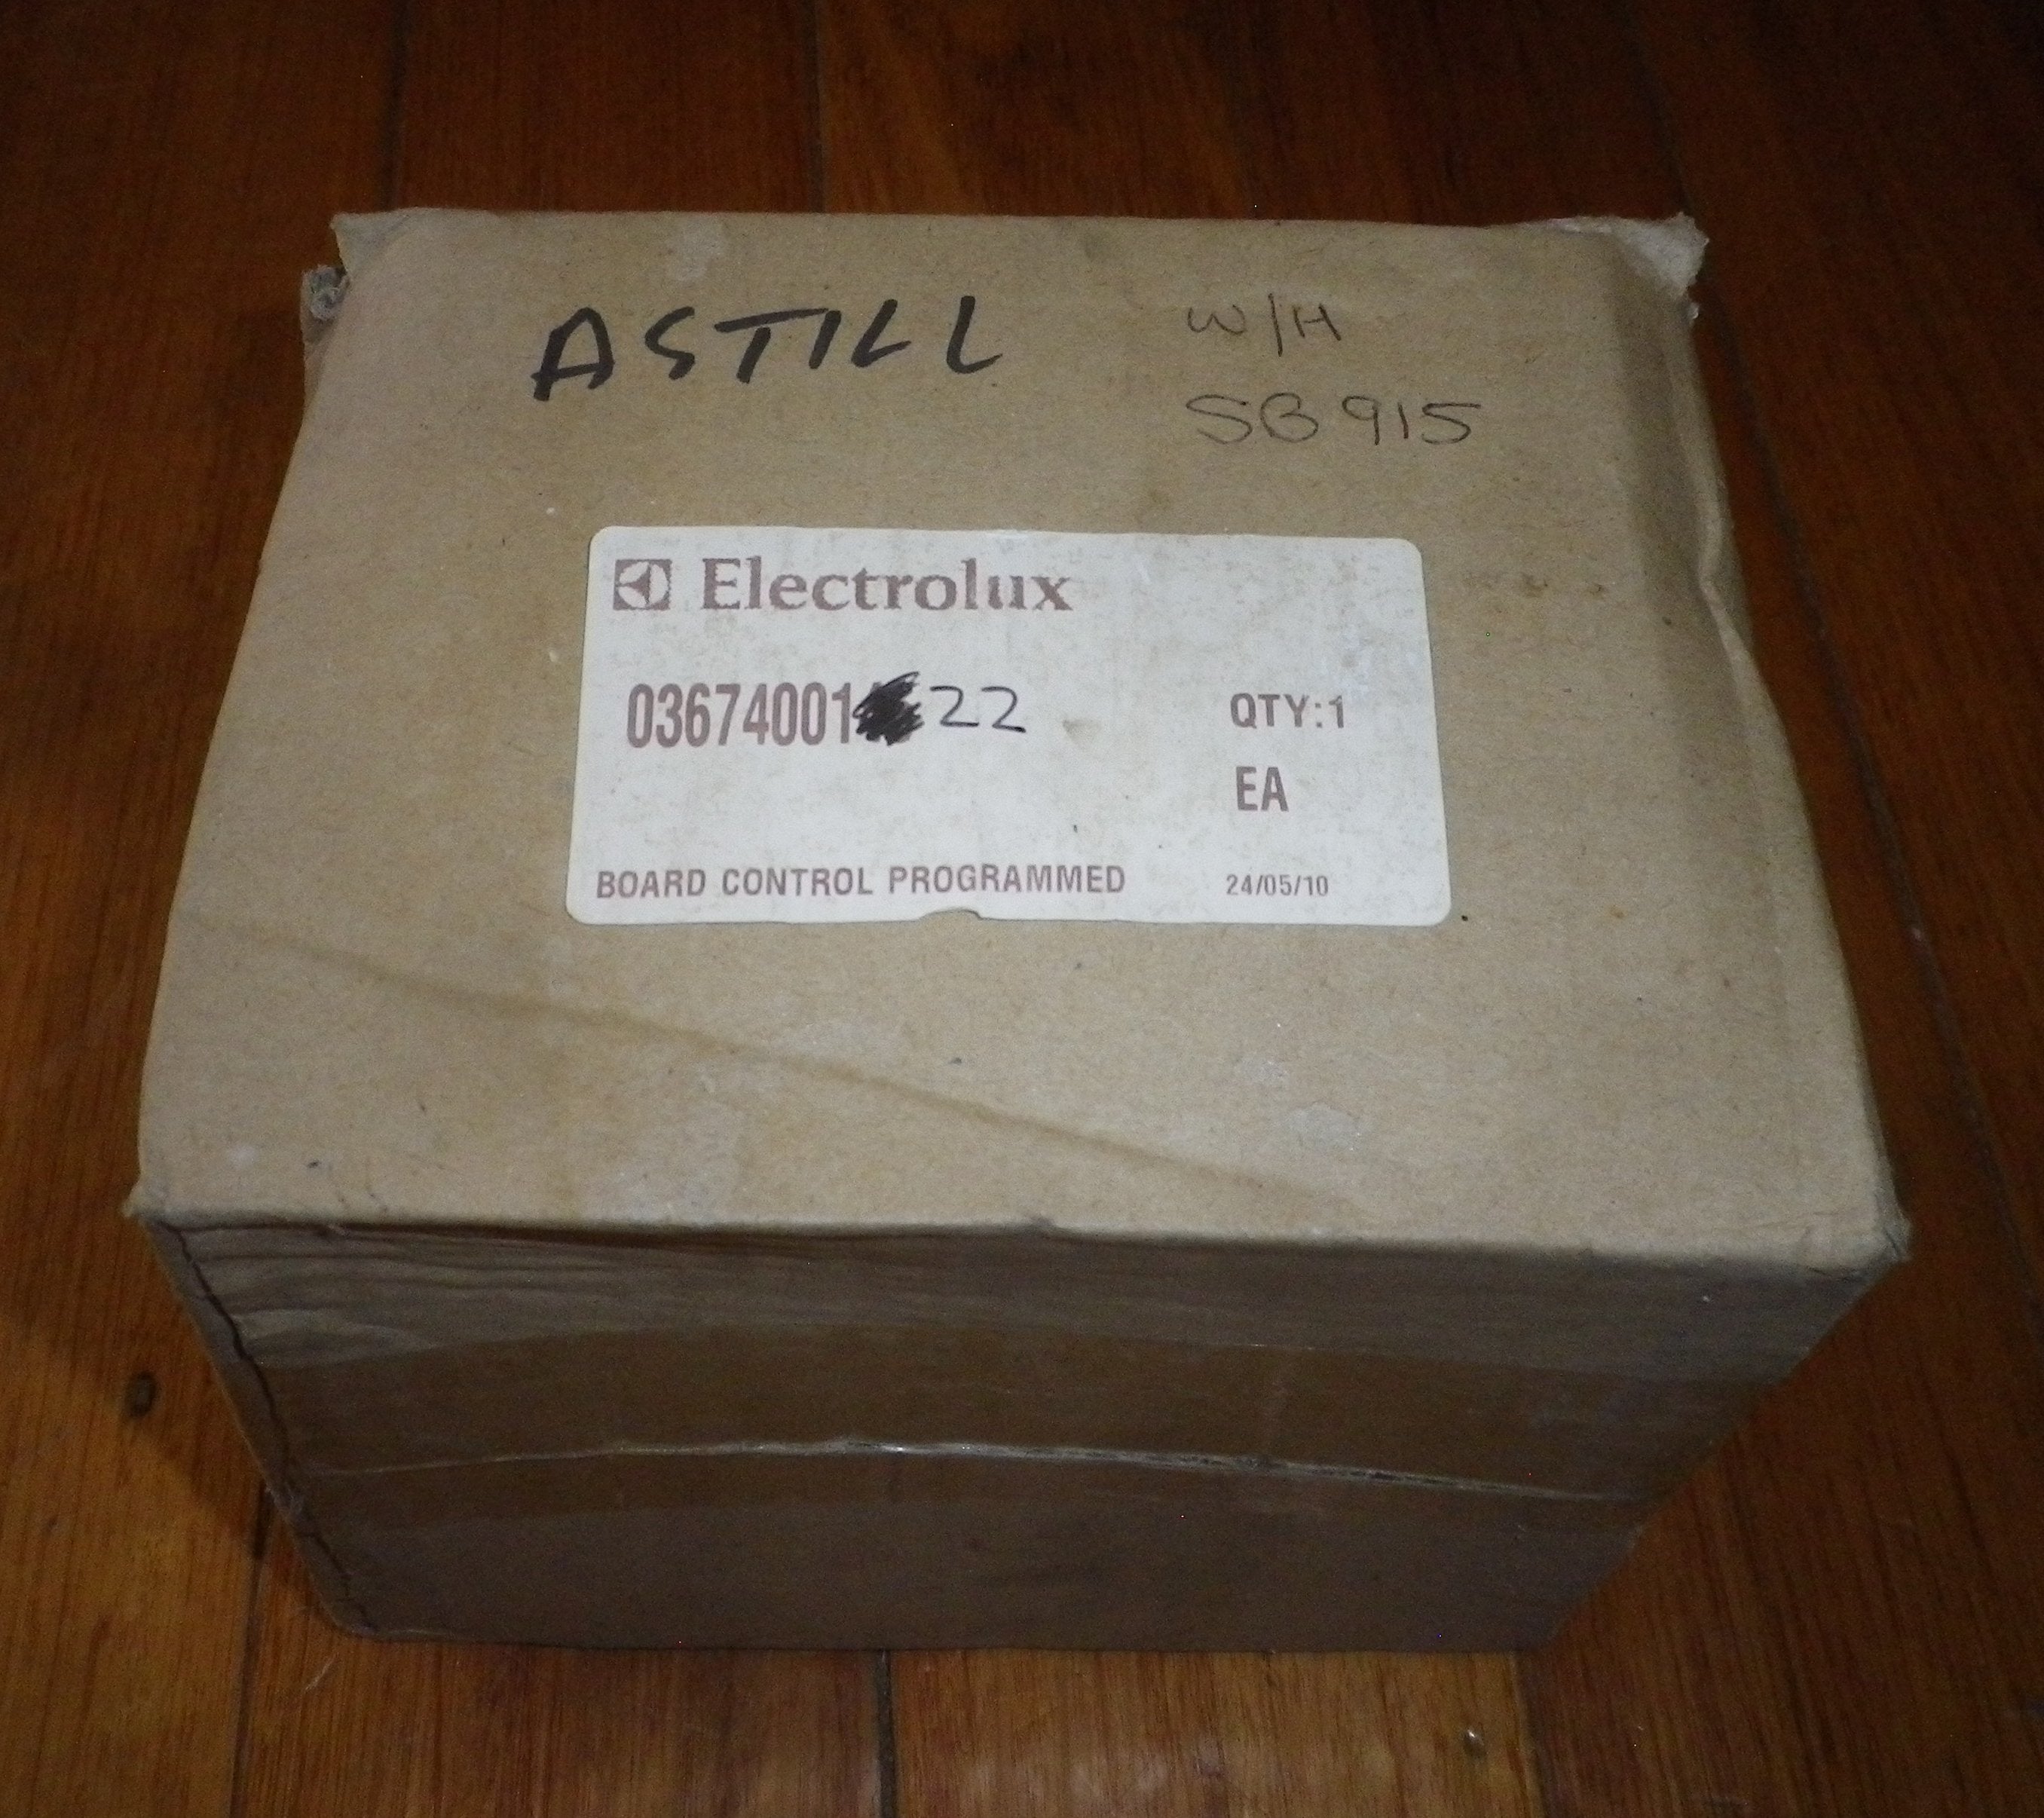 ASTILL
W/H
SB915
Electrolux
03674001 22
QTY:1
EA
BOARD CONTROL PROGRAMMED
24/05/10